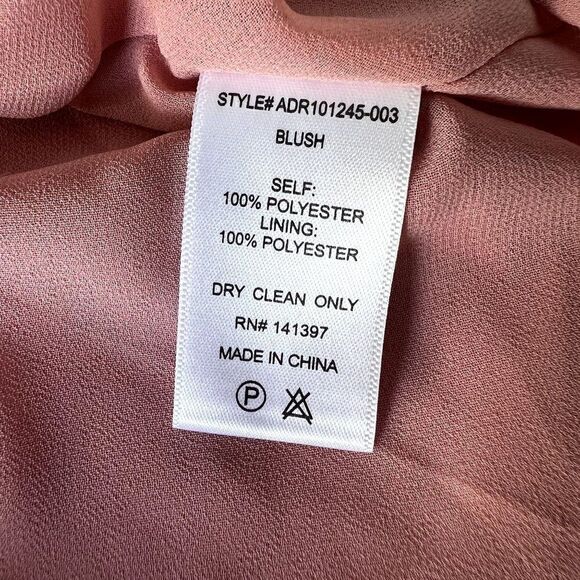 STYLE# ADR101245-003
BLUSH
SELF:
100% POLYESTER
LINING:
100% POLYESTER
DRY CLEAN ONLY
RN# 141397
MADE IN CHINA
P